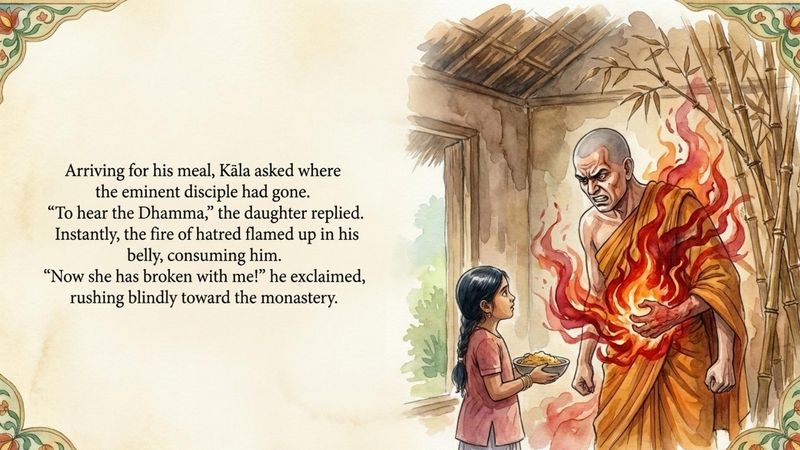 Arriving for his meal, Kāla asked where
the eminent disciple had gone.
“To hear the Dhamma,” the daughter replied.
Instantly, the fire of hatred flamed up in his
belly, consuming him.
“Now she has broken with me!” he exclaimed,
rushing blindly toward the monastery.